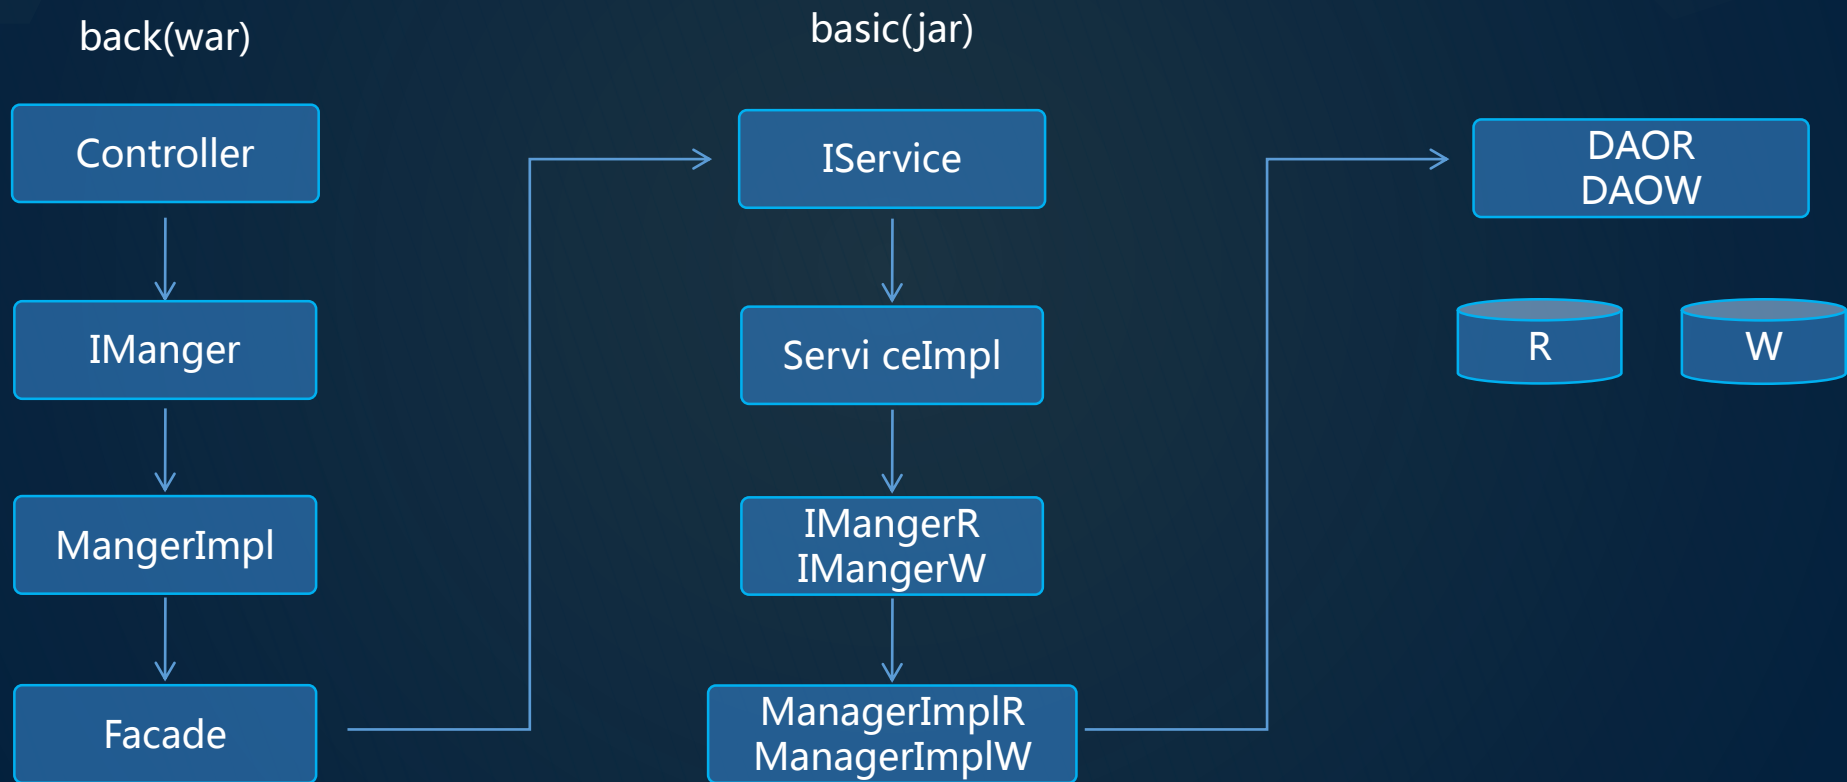 back(war)
Controller
IManger
MangerImpl
Facade
basic(jar)
IService
Servi ceImpl
IMangerR
IMangerW
ManagerImplR
ManagerImplW
DAOR
DAOW
R
W